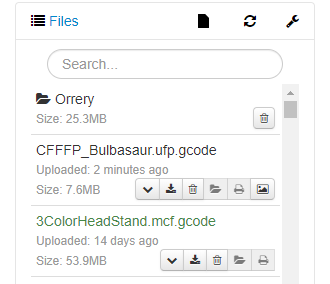 Files
Search...
Orrery
Size: 25.3MB
CFFFP_Bulbasaur.ufp.gcode
Uploaded: 2 minutes ago
Size: 7.6MB
3ColorHeadStand.mcf.gcode
Uploaded: 14 days ago
Size: 53.9MB